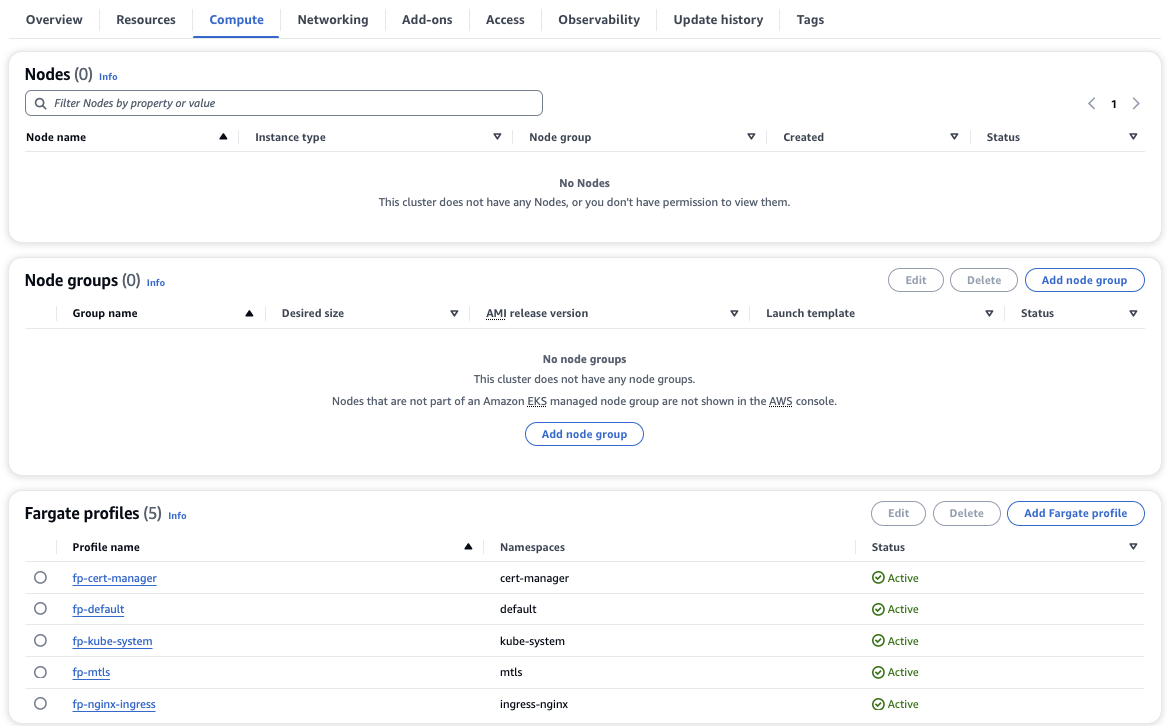 Overview Resources Compute Networking Add-ons Access Observability Update history Tags
Nodes (0) Info
Filter Nodes by property or value
1
Node name Instance type Node group Created Status
No Nodes
This cluster does not have any Nodes, or you don't have permission to view them.
Node groups (0) Info Edit Delete Add node group
Group name Desired size AMI release version Launch template Status
No node groups
This cluster does not have any node groups.
Nodes that are not part of an Amazon EKS managed node group are not shown in the AWS console.
Add node group
Fargate profiles (5) Info Edit Delete Add Fargate profile
Profile name Namespaces Status
fp-cert-manager cert-manager Active
fp-default default Active
fp-kube-system kube-system Active
fp-mtls mtls Active
fp-nginx-ingress ingress-nginx Active